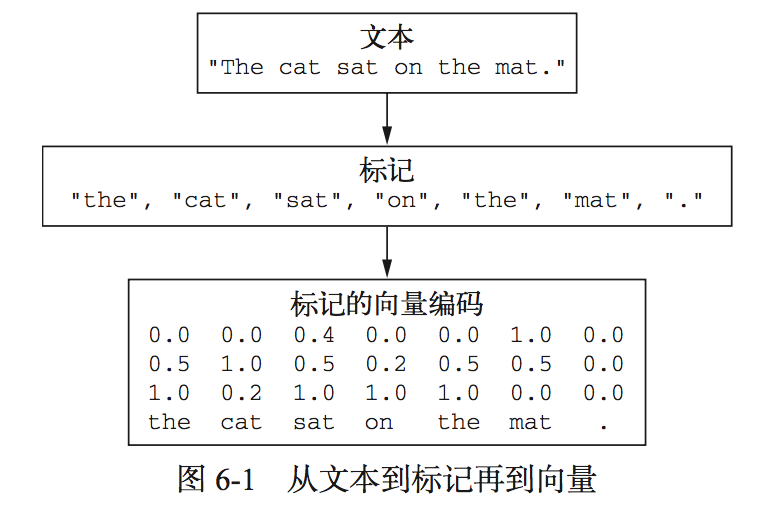 文本
"The cat sat on the mat."
标记
"the", "cat", "sat", "on", "the", "mat", "."
标记的向量编码
0.0 0.0 0.4 0.0 0.0 1.0 0.0
0.5 1.0 0.5 0.2 0.5 0.5 0.0
1.0 0.2 1.0 1.0 1.0 0.0 0.0
the cat sat on the mat .
图 6-1 从文本到标记再到向量